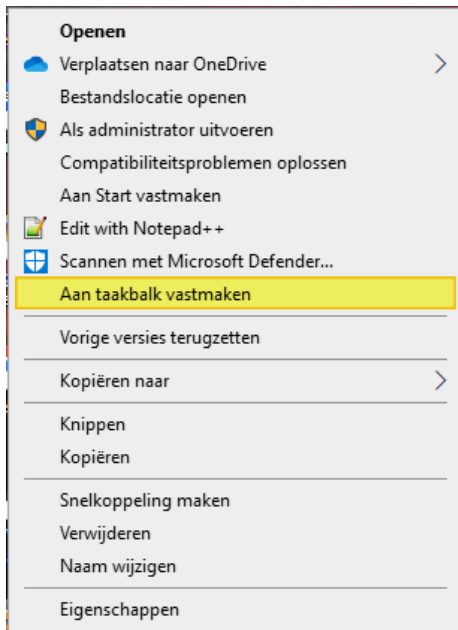 Openen
Verplaatsen naar OneDrive
Bestandslocatie openen
Als administrator uitvoeren
Compatibiliteitsproblemen oplossen
Aan Start vastmaken
Edit with Notepad++
Scannen met Microsoft Defender...
Aan taakbalk vastmaken
Vorige versies terugzetten
Kopiëren naar
Knippen
Kopiëren
Snelkoppeling maken
Verwijderen
Naam wijzigen
Eigenschappen